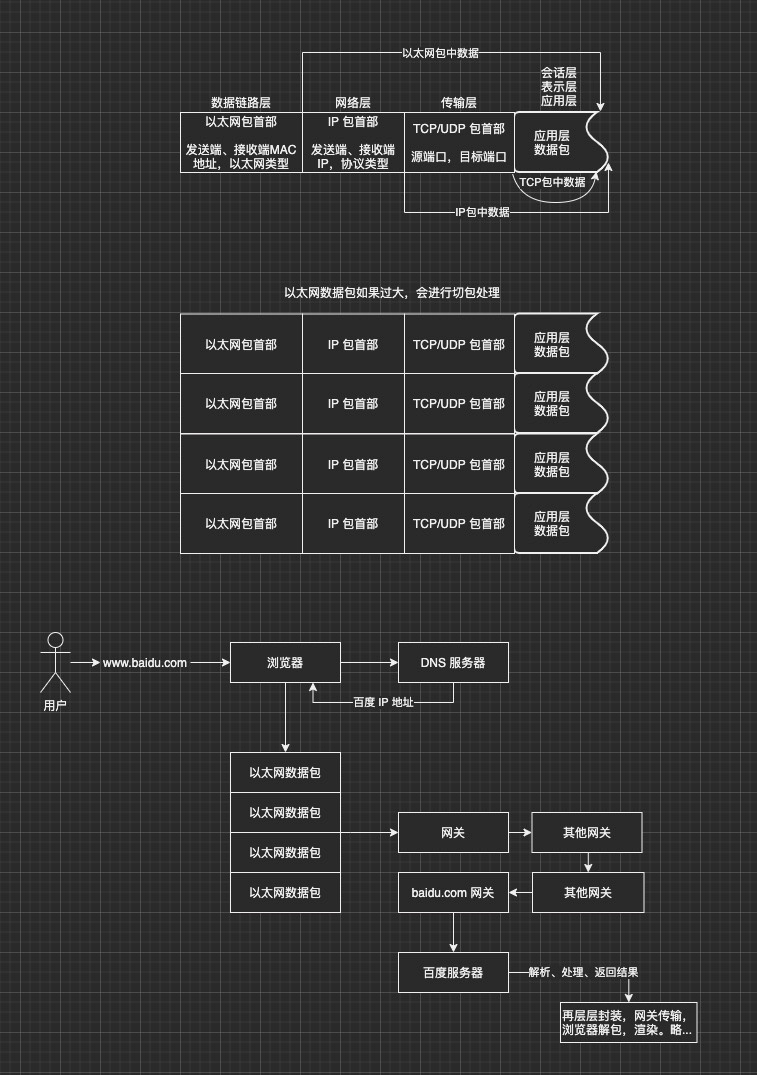 以太网包中数据
会话层
表示层
应用层
数据链路层
网络层
传输层
以太网包首部
发送端、接收端MAC
地址，以太网类型
IP 包首部
发送端、接收端
IP，协议类型
TCP/UDP 包首部
源端口，目标端口
应用层
数据包
TCP包中数据
IP包中数据
以太网数据包如果过大，会进行切包处理
以太网包首部
IP 包首部
TCP/UDP 包首部
应用层
数据包
以太网包首部
IP 包首部
TCP/UDP 包首部
应用层
数据包
以太网包首部
IP 包首部
TCP/UDP 包首部
应用层
数据包
以太网包首部
IP 包首部
TCP/UDP 包首部
应用层
数据包
用户
www.baidu.com
浏览器
DNS 服务器
百度 IP 地址
以太网数据包
以太网数据包
以太网数据包
以太网数据包
网关
其他网关
baidu.com 网关
其他网关
百度服务器
解析、处理、返回结果
再层层封装，网关传输，
浏览器解包，渲染。略...